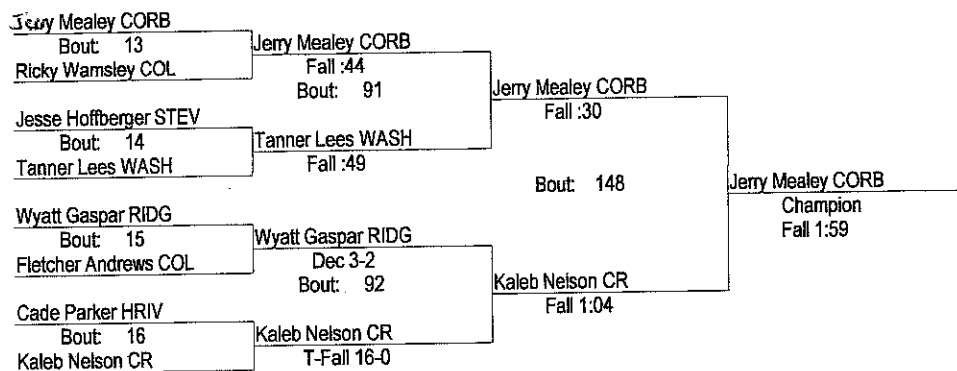 Jerry Mealey CORB
Bout: 13
Ricky Wamsley COL
Jerry Mealey CORB
Fall :44
Bout: 91
Jesse Hoffberger STEV
Bout: 14
Tanner Lees WASH
Tanner Lees WASH
Fall :49
Jerry Mealey CORB
Fall :30
Bout: 148
Wyatt Gaspar RIDG
Bout: 15
Fletcher Andrews COL
Wyatt Gaspar RIDG
Dec 3-2
Bout: 92
Cade Parker HRIV
Bout: 16
Kaleb Nelson CR
Kaleb Nelson CR
T-Fall 16-0
Kaleb Nelson CR
Fall 1:04
Jerry Mealey CORB
Champion
Fall 1:59